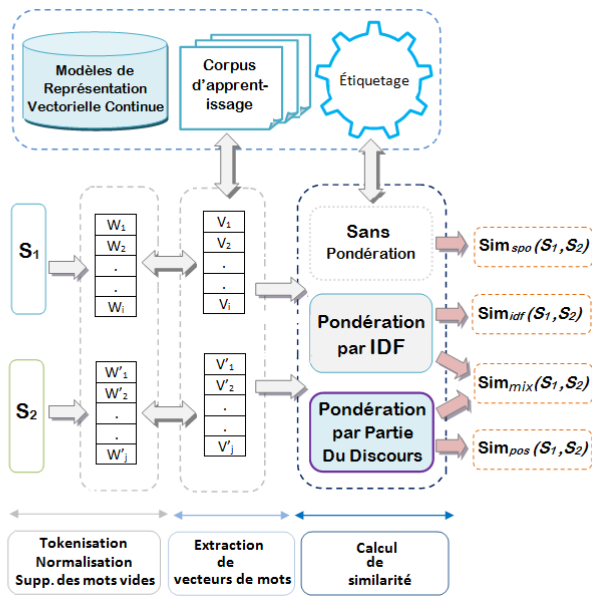 Modèles de
Représentation
Vectorielle Continue
Corpus
d'apprent-
issage
Étiquetage
S1
W1
W2
.
.
Wi
V1
V2
.
.
Vi
Sans
Pondération
Simspo(S1,S2)
Pondération
par IDF
Simidf(S1,S2)
S2
W'1
W'2
.
.
W'j
V'1
V'2
.
.
V'j
Pondération
par Partie
Du Discours
Simmix(S1,S2)
Simpos(S1,S2)
Tokenisation
Normalisation
Supp. des mots vides
Extraction
de
vecteurs de mots
Calcul
de
similarité